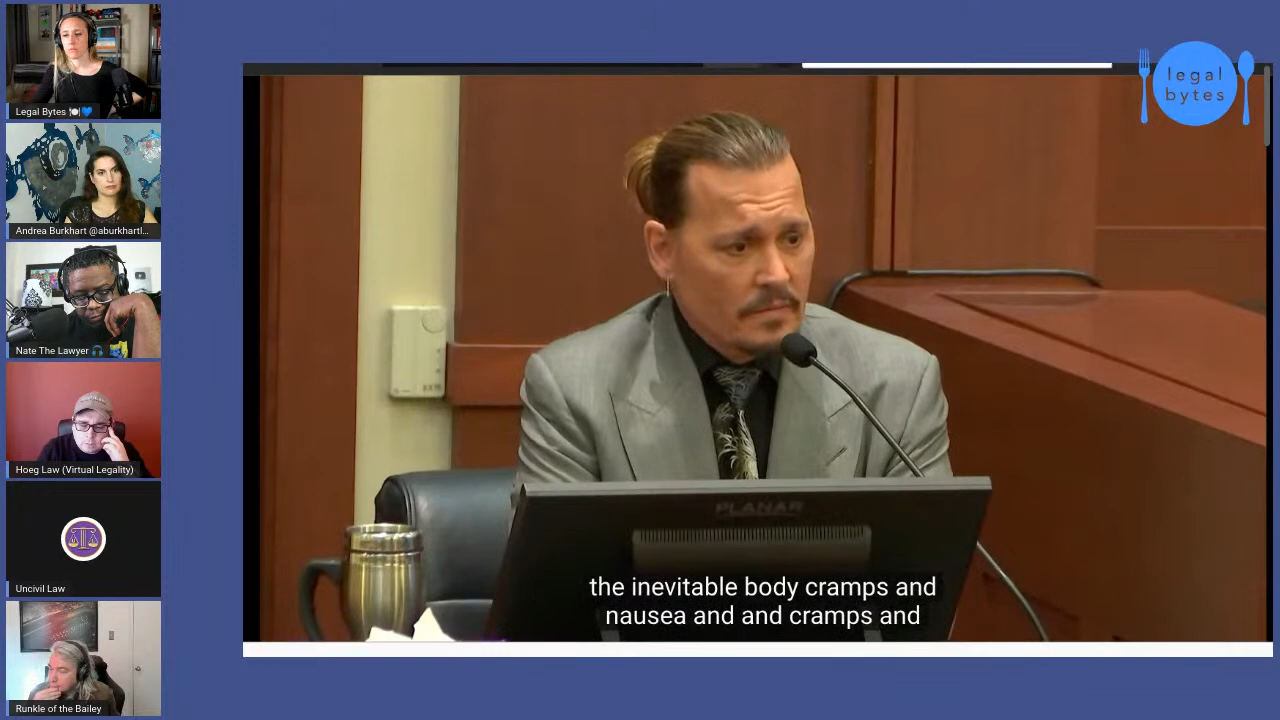 Legal Bytes 🍽️💙
Andrea Burkhart @aburkhartl...
Nate The Lawyer 🎧
Hoeg Law (Virtual Legality)
Uncivil Law
Runkle of the Bailey
legal
bytes
PLANAR
the inevitable body cramps and
nausea and and cramps and